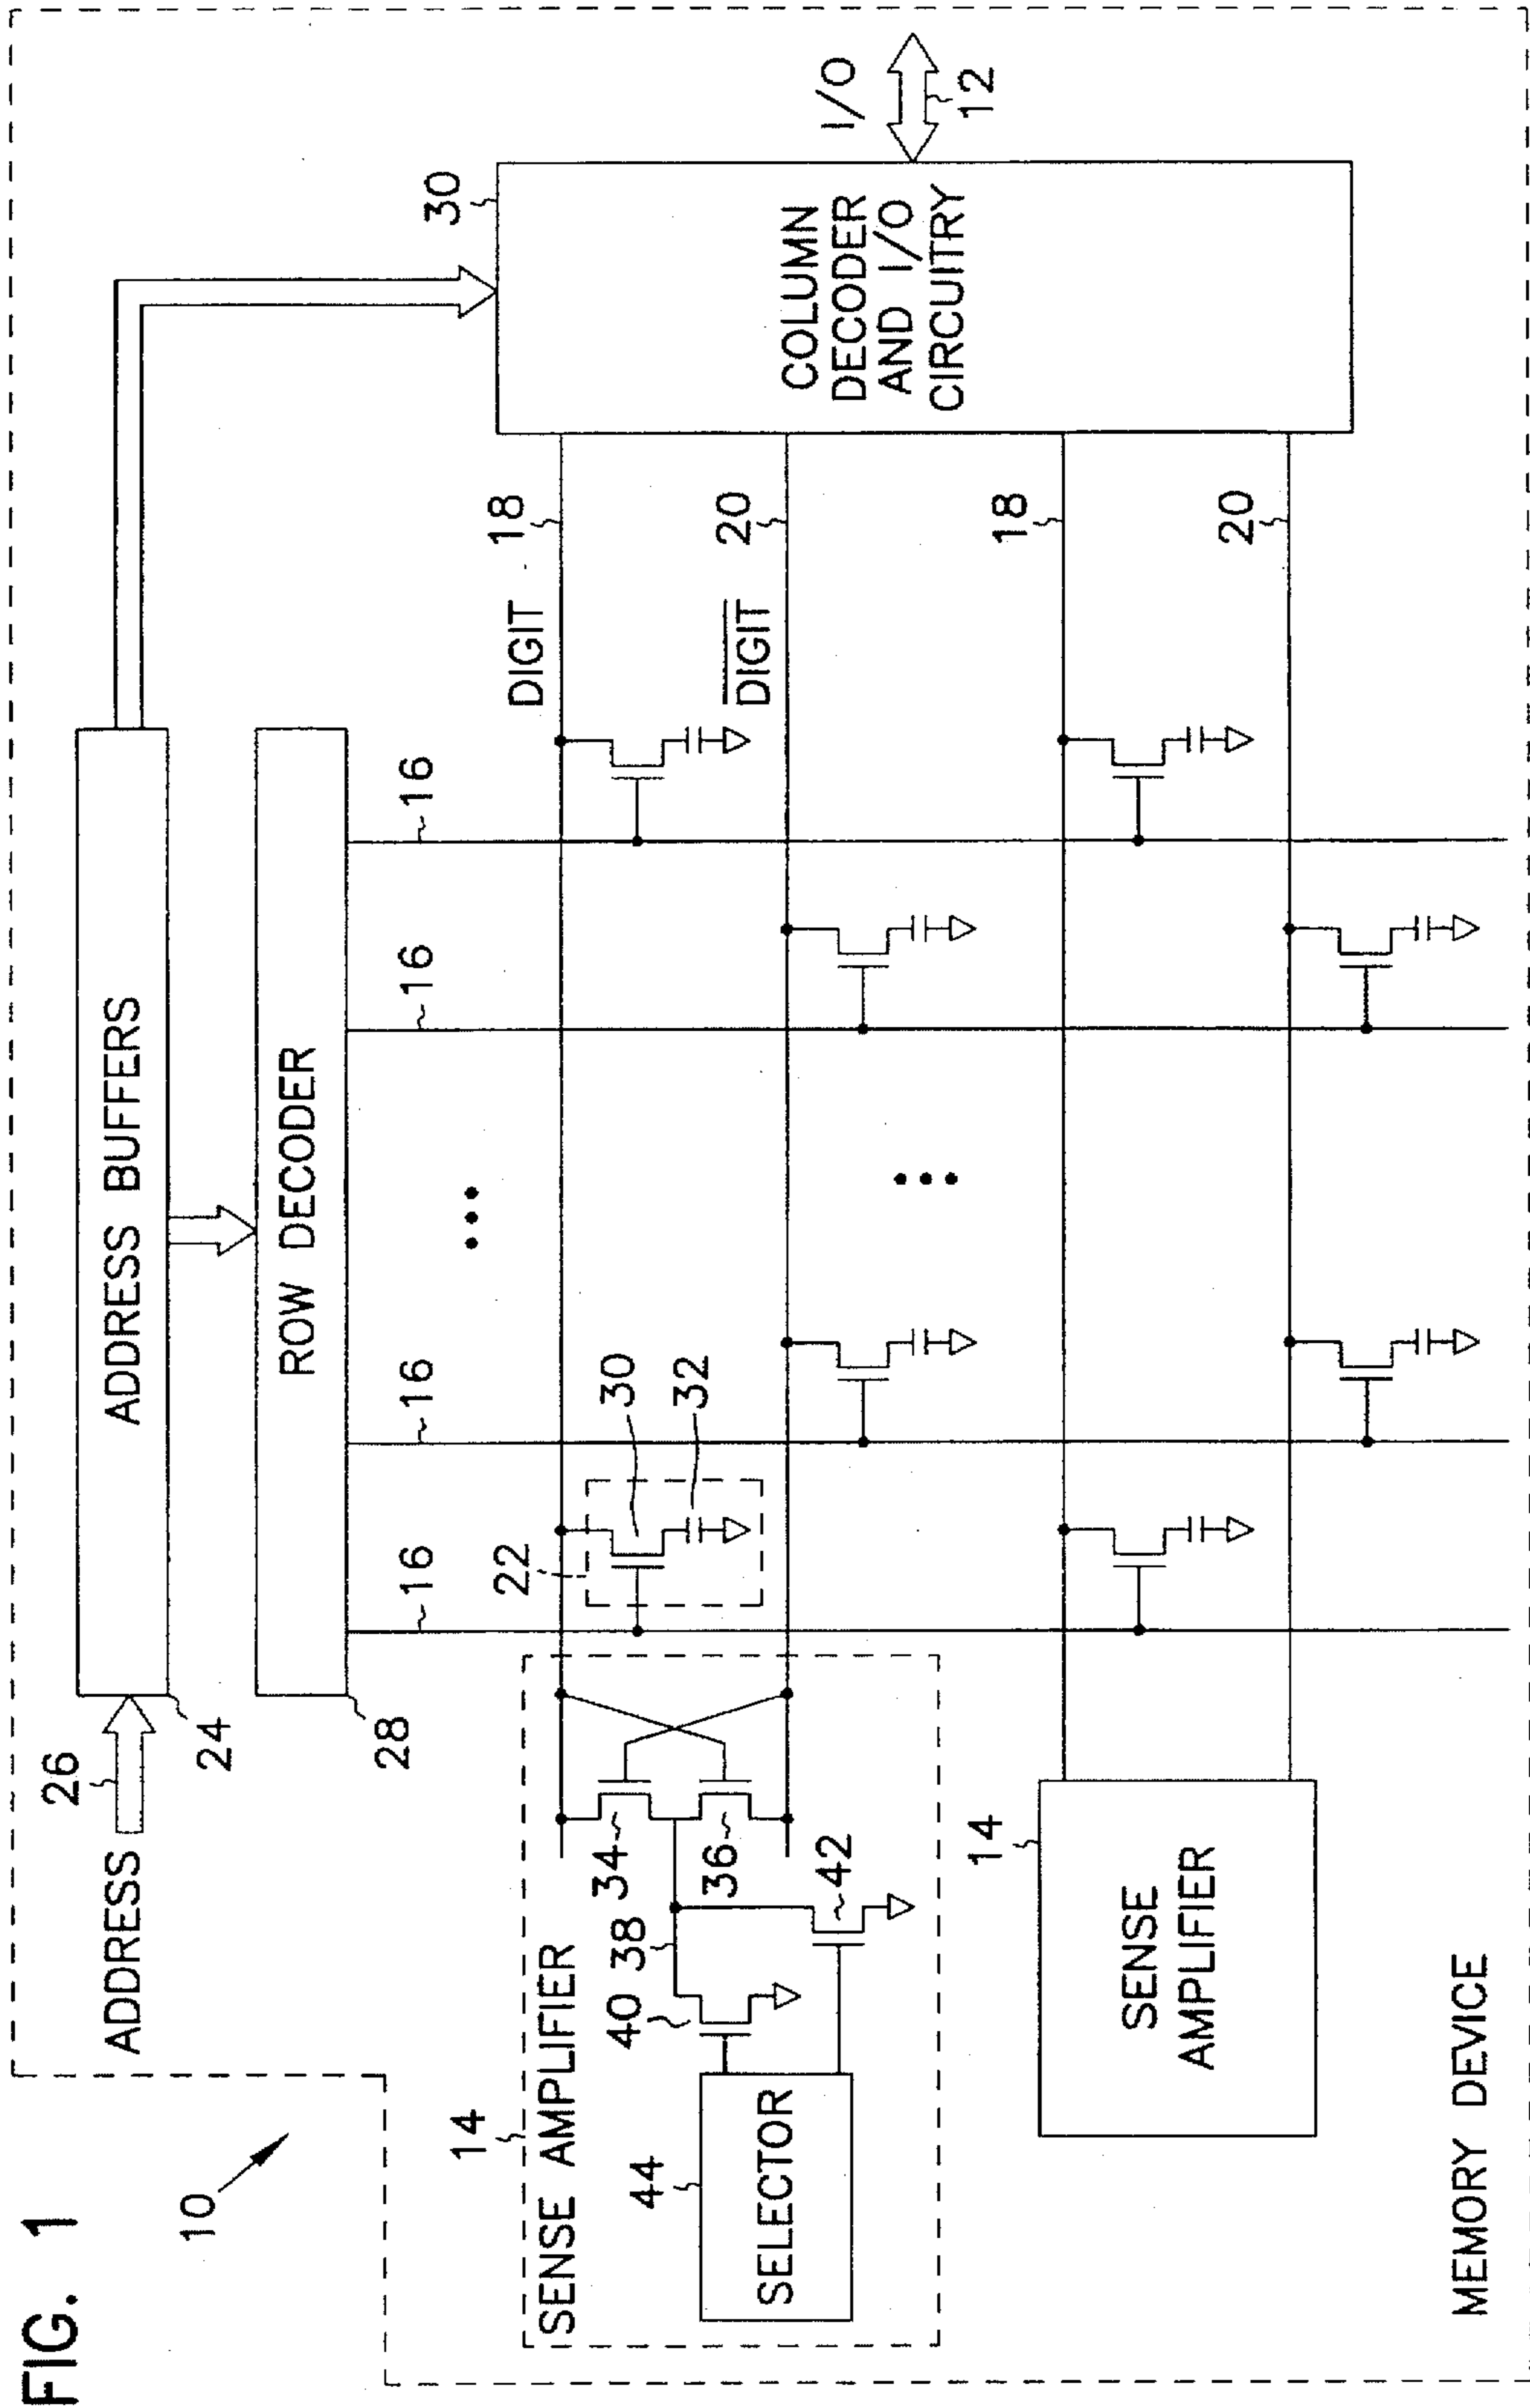 FIG. 1
10
ADDRESS
26
24
ADDRESS BUFFERS
28
ROW DECODER
16
16
16
16
14
SENSE AMPLIFIER
44
SELECTOR
40
38
42
34
36
22
30
32
DIGIT
18
DIGIT
20
30
COLUMN
DECODER
AND I/O
CIRCUITRY
I/O
12
14
SENSE
AMPLIFIER
18
20
MEMORY DEVICE